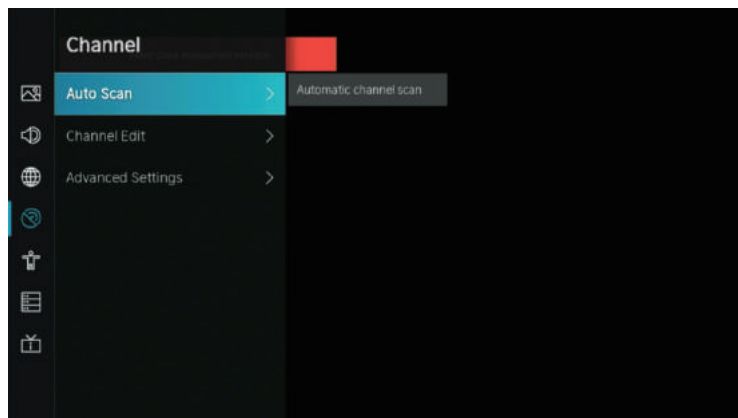 Channel
Auto Scan
Automatic channel scan
Channel Edit
Advanced Settings